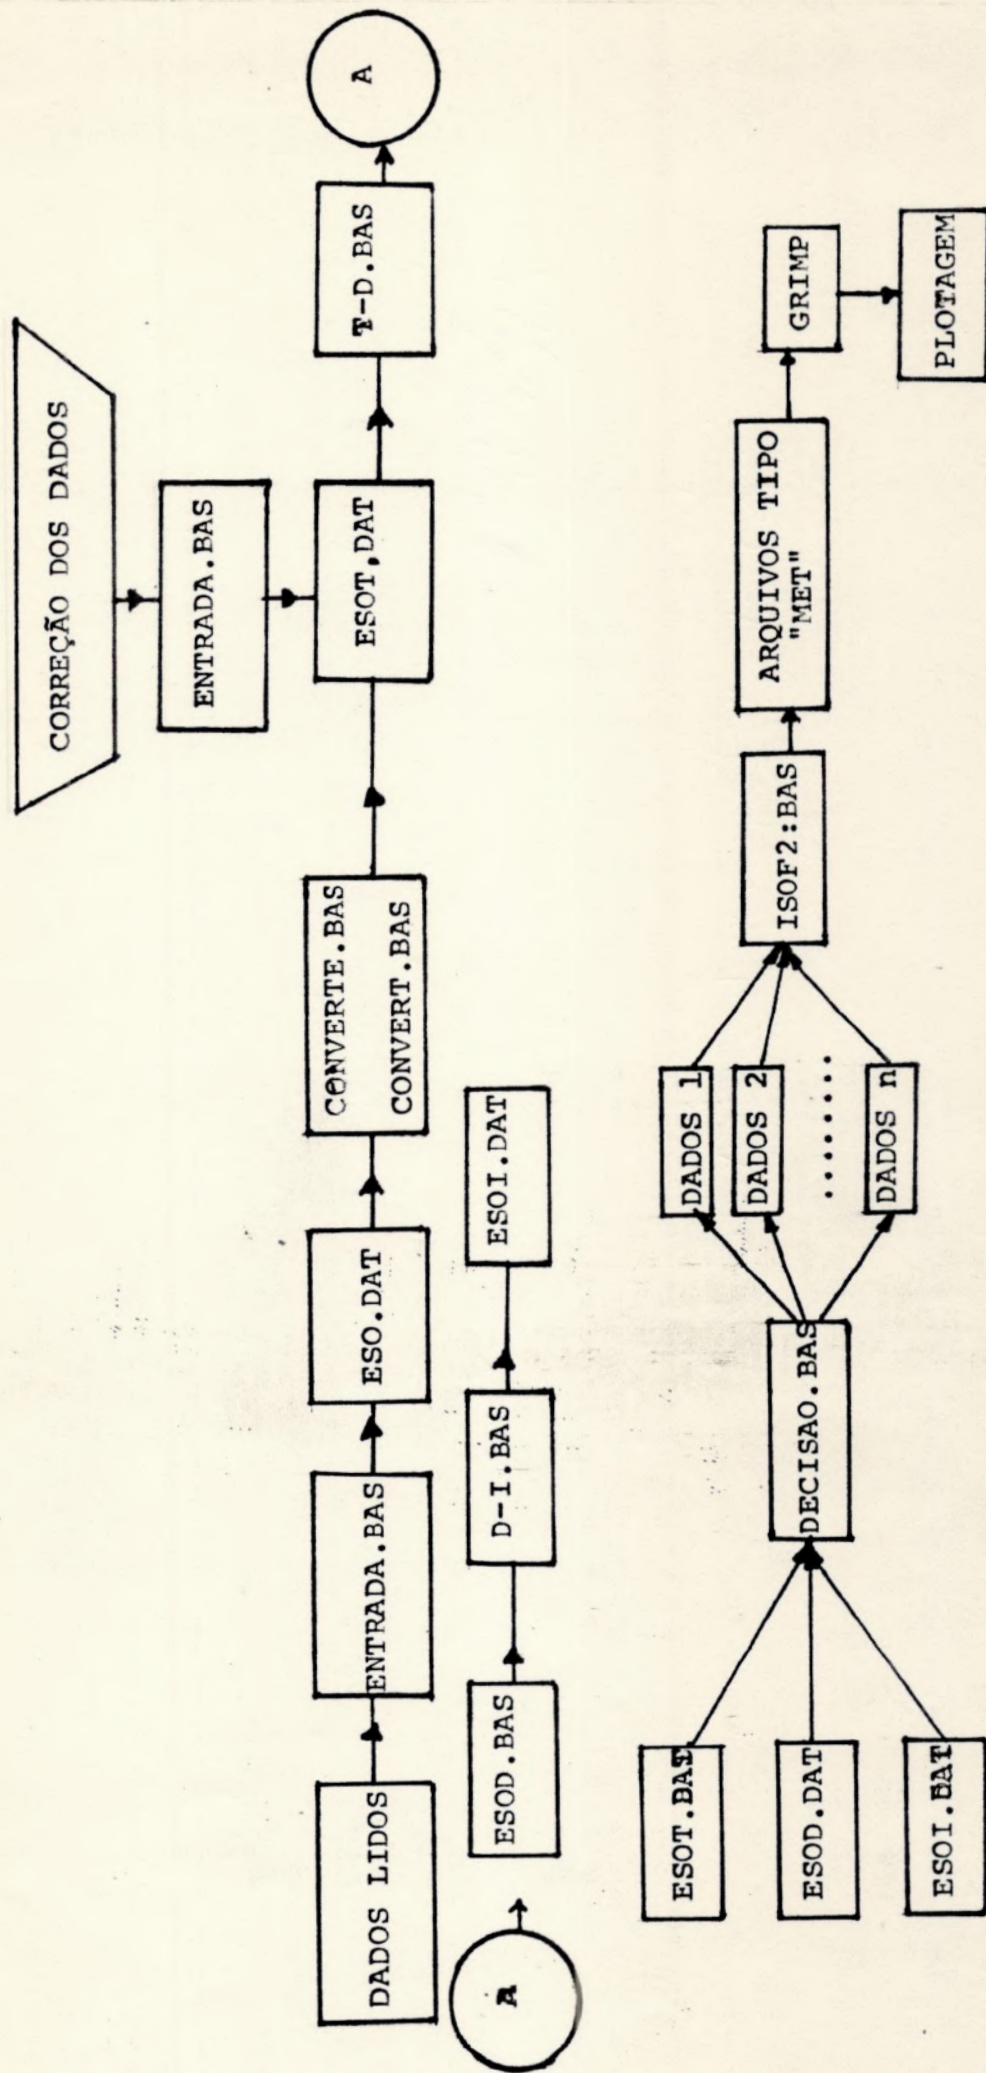 CORREÇÃO DOS DADOS
ENTRADA.BAS
DADOS LIDOS
ENTRADA.BAS
ESO.DAT
CONVERTE.BAS
CONVERT.BAS
ESOT,DAT
T-D.BAS
A
A
ESOD.BAS
D-I.BAS
ESOI.DAT
ESOT.DAT
ESOD.DAT
ESOI.DAT
DECISAO.BAS
DADOS 1
DADOS 2
........
DADOS n
ISOF2:BAS
ARQUIVOS TIPO
"MET"
GRIMP
PLOTAGEM